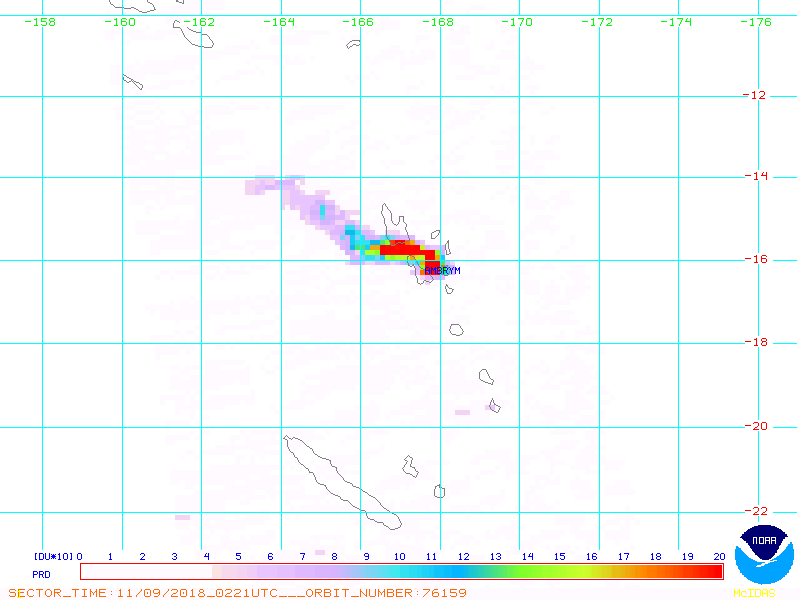 -158 -160 -162 -164 -166 -168 -170 -172 -174 -176
-12
-14
-16
AMBRYM
-18
-20
-22
NOAA
[DU*10] 0 1 2 3 4 5 6 7 8 9 10 11 12 13 14 15 16 17 18 19 20
PRD
SECTOR_TIME:11/09/2018_0221UTC___ORBIT_NUMBER:76159
McIDAS